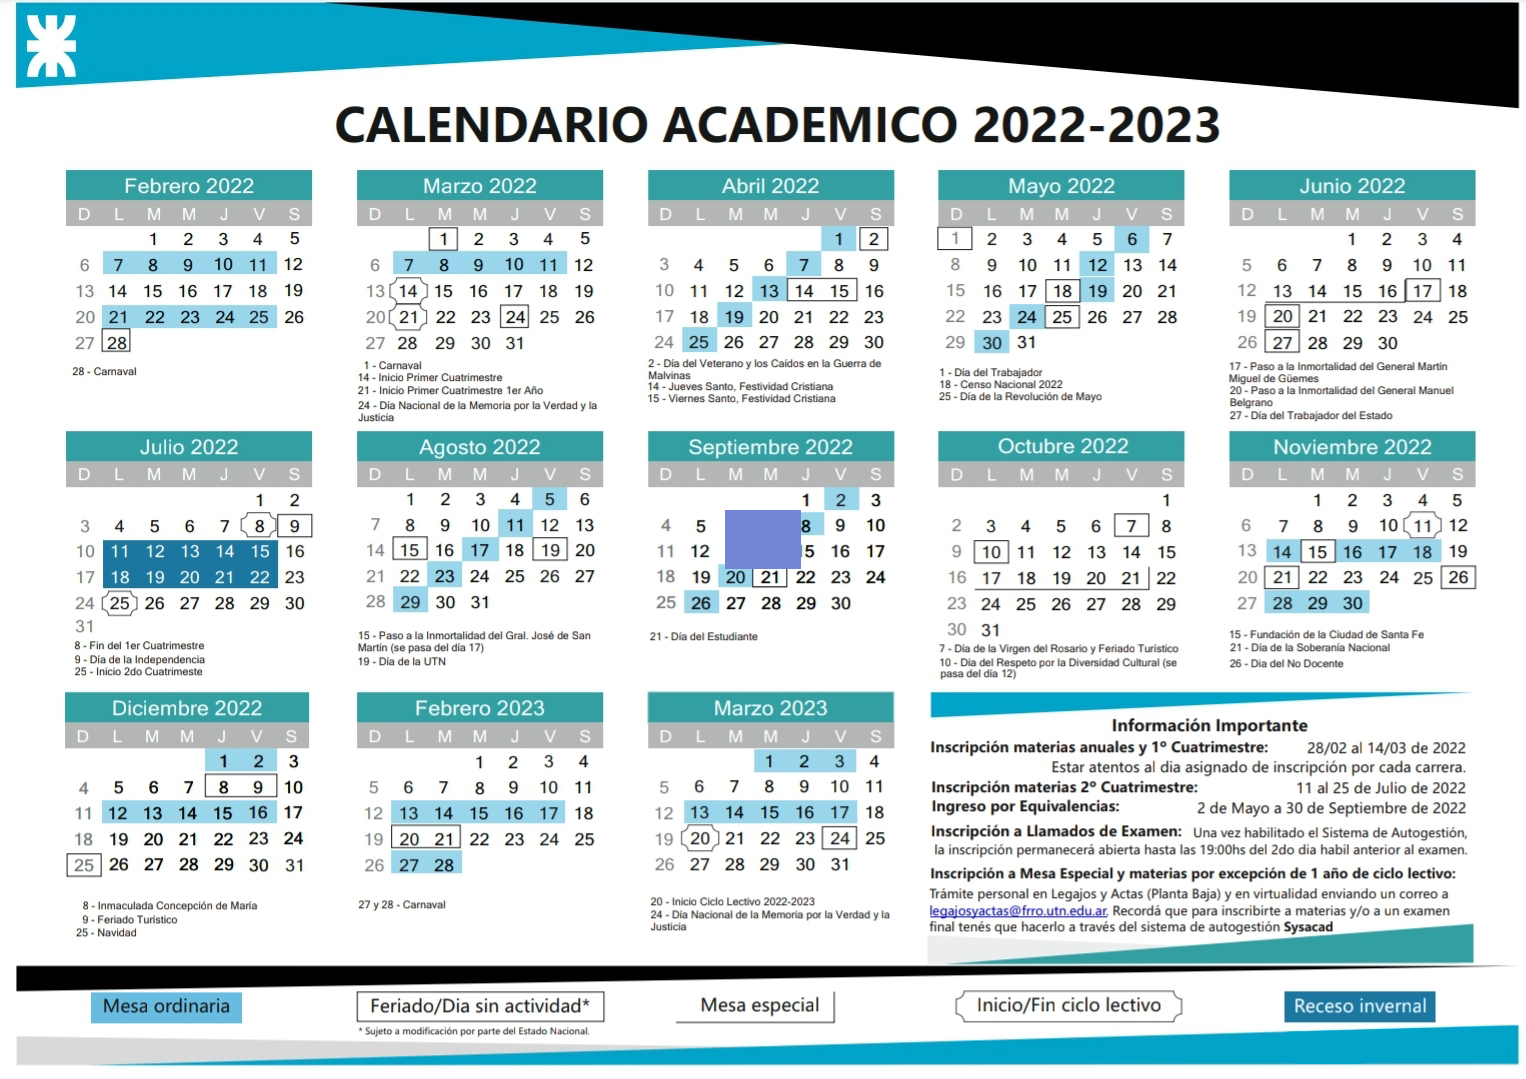 CALENDARIO ACADEMICO 2022-2023
Febrero 2022
D L M M J V S
1 2 3 4 5
6 7 8 9 10 11 12
13 14 15 16 17 18 19
20 21 22 23 24 25 26
27 28
28 - Carnaval
Marzo 2022
D L M M J V S
1 2 3 4 5
6 7 8 9 10 11 12
13 14 15 16 17 18 19
20 21 22 23 24 25 26
27 28 29 30 31
1 - Carnaval
14 - Inicio Primer Cuatrimestre
21 - Inicio Primer Cuatrimestre 1er Año
24 - Día Nacional de la Memoria por la Verdad y la
Justicia
Abril 2022
D L M M J V S
1 2
3 4 5 6 7 8 9
10 11 12 13 14 15 16
17 18 19 20 21 22 23
24 25 26 27 28 29 30
2 - Día del Veterano y los Caídos en la Guerra de
Malvinas
14 - Jueves Santo, Festividad Cristiana
15 - Viernes Santo, Festividad Cristiana
Mayo 2022
D L M M J V S
1 2 3 4 5 6 7
8 9 10 11 12 13 14
15 16 17 18 19 20 21
22 23 24 25 26 27 28
29 30 31
1 - Día del Trabajador
18 - Censo Nacional 2022
25 - Día de la Revolución de Mayo
Junio 2022
D L M M J V S
1 2 3 4
5 6 7 8 9 10 11
12 13 14 15 16 17 18
19 20 21 22 23 24 25
26 27 28 29 30
17 - Paso a la Inmortalidad del General Martín
Miguel de Güemes
20 - Paso a la Inmortalidad del General Manuel
Belgrano
27 - Día del Trabajador del Estado
Julio 2022
D L M M J V S
1 2
3 4 5 6 7 8 9
10 11 12 13 14 15 16
17 18 19 20 21 22 23
24 25 26 27 28 29 30
31
8 - Fin del 1er Cuatrimestre
9 - Día de la Independencia
25 - Inicio 2do Cuatrimeste
Agosto 2022
D L M M J V S
1 2 3 4 5 6
7 8 9 10 11 12 13
14 15 16 17 18 19 20
21 22 23 24 25 26 27
28 29 30 31
15 - Paso a la Inmortalidad del Gral. José de San
Martín (se pasa del día 17)
19 - Día de la UTN
Septiembre 2022
D L M M J V S
1 2 3
4 5 8 9 10
11 12 5 16 17
18 19 20 21 22 23 24
25 26 27 28 29 30
21 - Día del Estudiante
Octubre 2022
D L M M J V S
1
2 3 4 5 6 7 8
9 10 11 12 13 14 15
16 17 18 19 20 21 22
23 24 25 26 27 28 29
30 31
7 - Día de la Virgen del Rosario y Feriado Turístico
10 - Día del Respeto por la Diversidad Cultural (se
pasa del día 12)
Noviembre 2022
D L M M J V S
1 2 3 4 5
6 7 8 9 10 11 12
13 14 15 16 17 18 19
20 21 22 23 24 25 26
27 28 29 30
15 - Fundación de la Ciudad de Santa Fe
21 - Día de la Soberanía Nacional
26 - Dia del No Docente
Diciembre 2022
D L M M J V S
1 2 3
4 5 6 7 8 9 10
11 12 13 14 15 16 17
18 19 20 21 22 23 24
25 26 27 28 29 30 31
8 - Inmaculada Concepción de María
9 - Feriado Turístico
25 - Navidad
Febrero 2023
D L M M J V S
1 2 3 4
5 6 7 8 9 10 11
12 13 14 15 16 17 18
19 20 21 22 23 24 25
26 27 28
27 y 28 - Carnaval
Marzo 2023
D L M M J V S
1 2 3 4
5 6 7 8 9 10 11
12 13 14 15 16 17 18
19 20 21 22 23 24 25
26 27 28 29 30 31
20 - Inicio Ciclo Lectivo 2022-2023
24 - Día Nacional de la Memoria por la Verdad y la
Justicia
Información Importante
Inscripción materias anuales y 1º Cuatrimestre: 28/02 al 14/03 de 2022
Estar atentos al dia asignado de inscripción por cada carrera.
Inscripción materias 2º Cuatrimestre: 11 al 25 de Julio de 2022
Ingreso por Equivalencias: 2 de Mayo a 30 de Septiembre de 2022
Inscripción a Llamados de Examen: Una vez habilitado el Sistema de Autogestión,
la inscripción permanecerá abierta hasta las 19:00hs del 2do dia habil anterior al examen.
Inscripción a Mesa Especial y materias por excepción de 1 año de ciclo lectivo:
Trámite personal en Legajos y Actas (Planta Baja) y en virtualidad enviando un correo a
legajosyactas@frro.utn.edu.ar. Recordá que para inscribirte a materias y/o a un examen
final tenés que hacerlo a través del sistema de autogestión Sysacad
Mesa ordinaria
Feriado/Dia sin actividad*
* Sujeto a modificación por parte del Estado Nacional.
Mesa especial
Inicio/Fin ciclo lectivo
Receso invernal